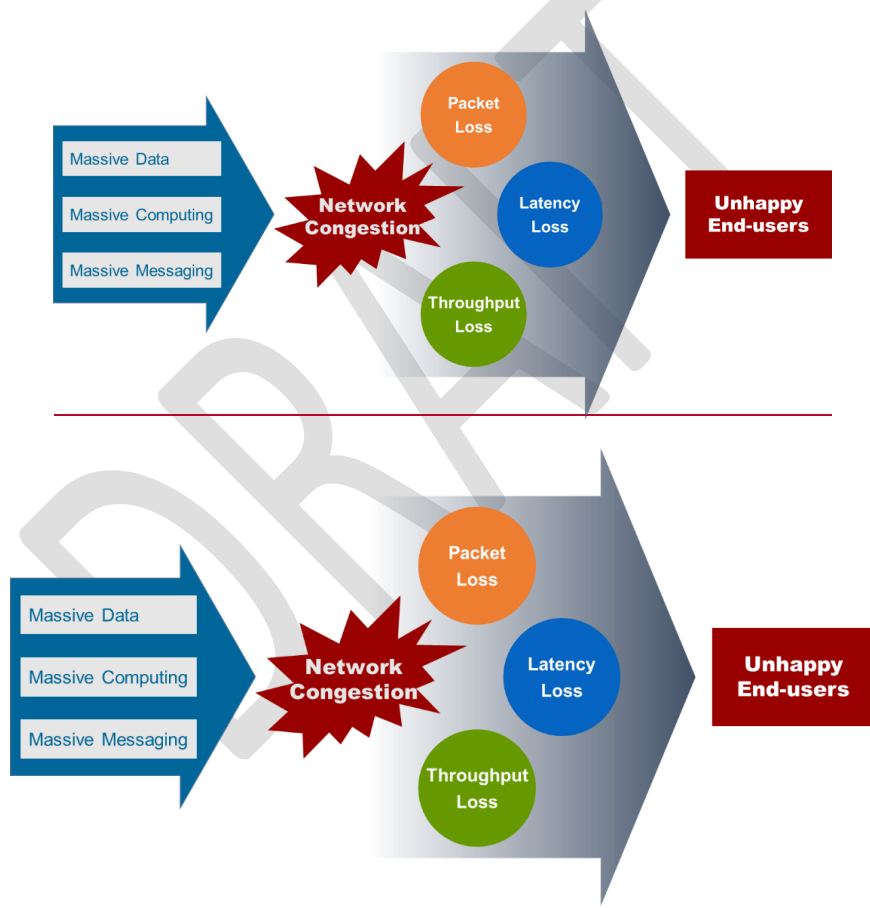 Massive Data
Massive Computing
Massive Messaging
Network
Congestion
Packet
Loss
Latency
Loss
Throughput
Loss
Unhappy
End-users
Massive Data
Massive Computing
Massive Messaging
Network
Congestion
Packet
Loss
Latency
Loss
Throughput
Loss
Unhappy
End-users
DRAFT